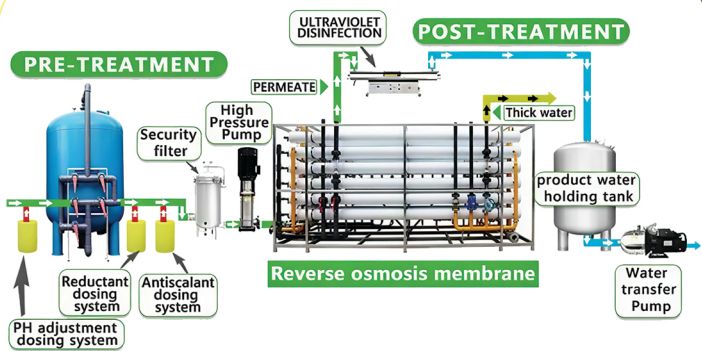 ULTRAVIOLET
DISINFECTION
POST-TREATMENT
PRE-TREATMENT
PERMEATE
High
Pressure
Pump
Thick water
Security
filter
product water
holding tank
Reverse osmosis membrane
Reductant
dosing
system
Antiscalant
dosing
system
Water
transfer
Pump
PH adjustment
dosing system